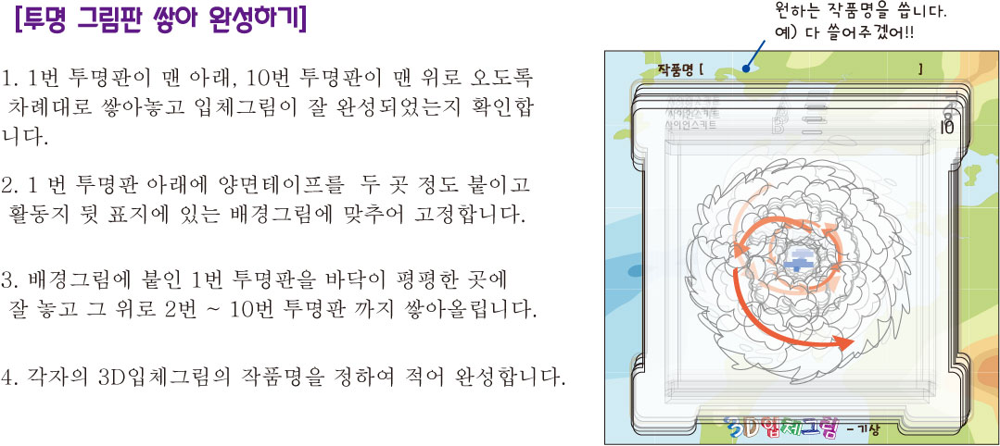 [투명 그림판 쌓아 완성하기]
원하는 작품명을 씁니다.
예) 다 쓸어주겠어!!
작품명 [ ]
1. 1번 투명판이 맨 아래, 10번 투명판이 맨 위로 오도록
차례대로 쌓아놓고 입체그림이 잘 완성되었는지 확인합
니다.
2. 1 번 투명판 아래에 양면테이프를 두 곳 정도 붙이고
활동지 뒷 표지에 있는 배경그림에 맞추어 고정합니다.
3. 배경그림에 붙인 1번 투명판을 바닥이 평평한 곳에
잘 놓고 그 위로 2번 ~ 10번 투명판 까지 쌓아올립니다.
4. 각자의 3D입체그림의 작품명을 정하여 적어 완성합니다.
사이언스키트
B
10
3D입체그림 - 기상